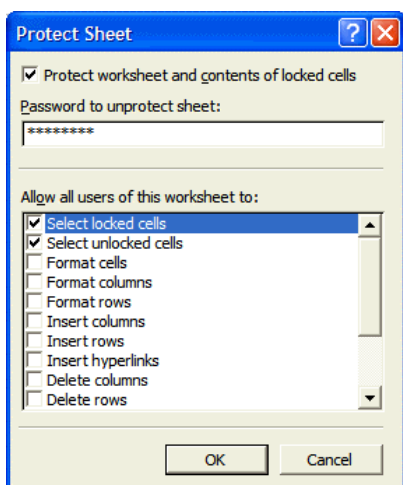 Protect Sheet
Protect worksheet and contents of locked cells
Password to unprotect sheet:
********
Allow all users of this worksheet to:
Select locked cells
Select unlocked cells
Format cells
Format columns
Format rows
Insert columns
Insert rows
Insert hyperlinks
Delete columns
Delete rows
OK Cancel